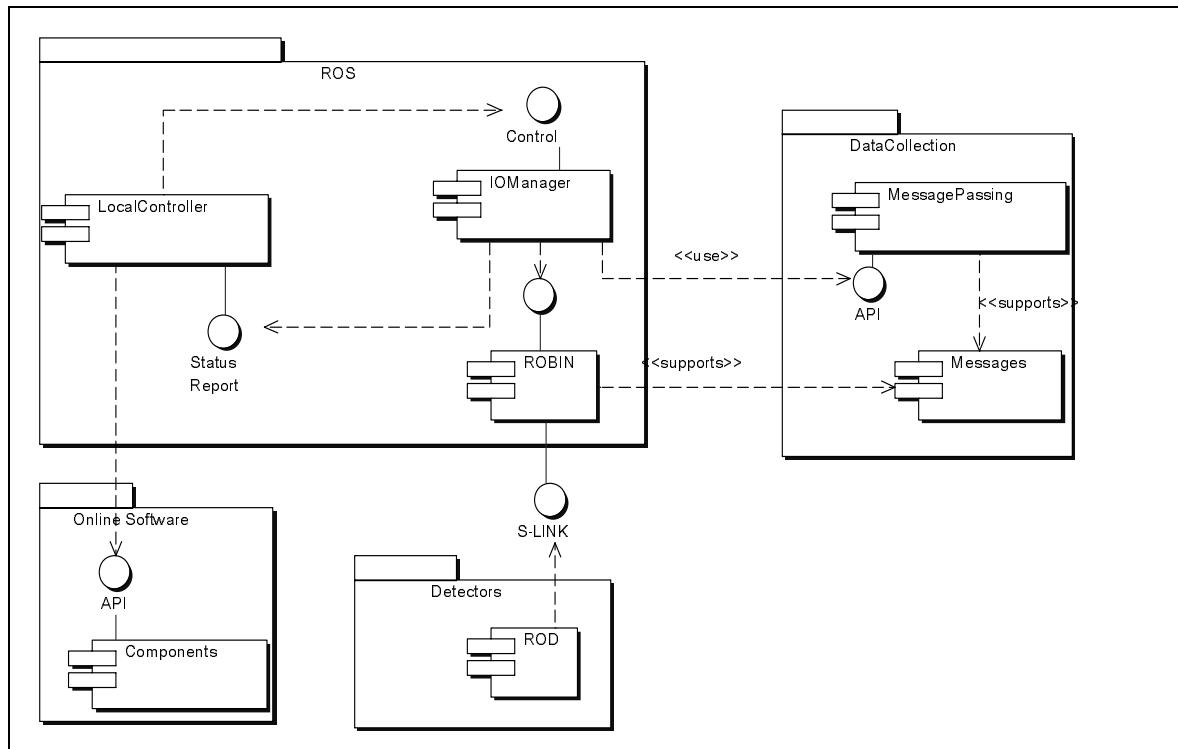 ROS
Control
DataCollection
LocalController
IOManager
MessagePassing
<<use>>
API
<<supports>>
Status
Report
ROBIN
<<supports>>
Messages
Online Software
S-LINK
API
Detectors
Components
ROD